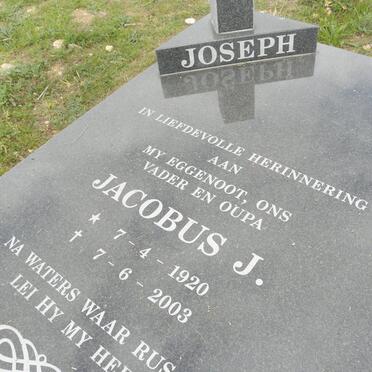 JOSEPH
IN LIEFDEVOLLE HERINNERING
AAN
MY EGGENOOT, ONS
VADER EN OUPA
JACOBUS J.
★ 7-4-1920
✝ 7-6-2003
NA WATERS WAAR RUS
LEI HY MY HEE